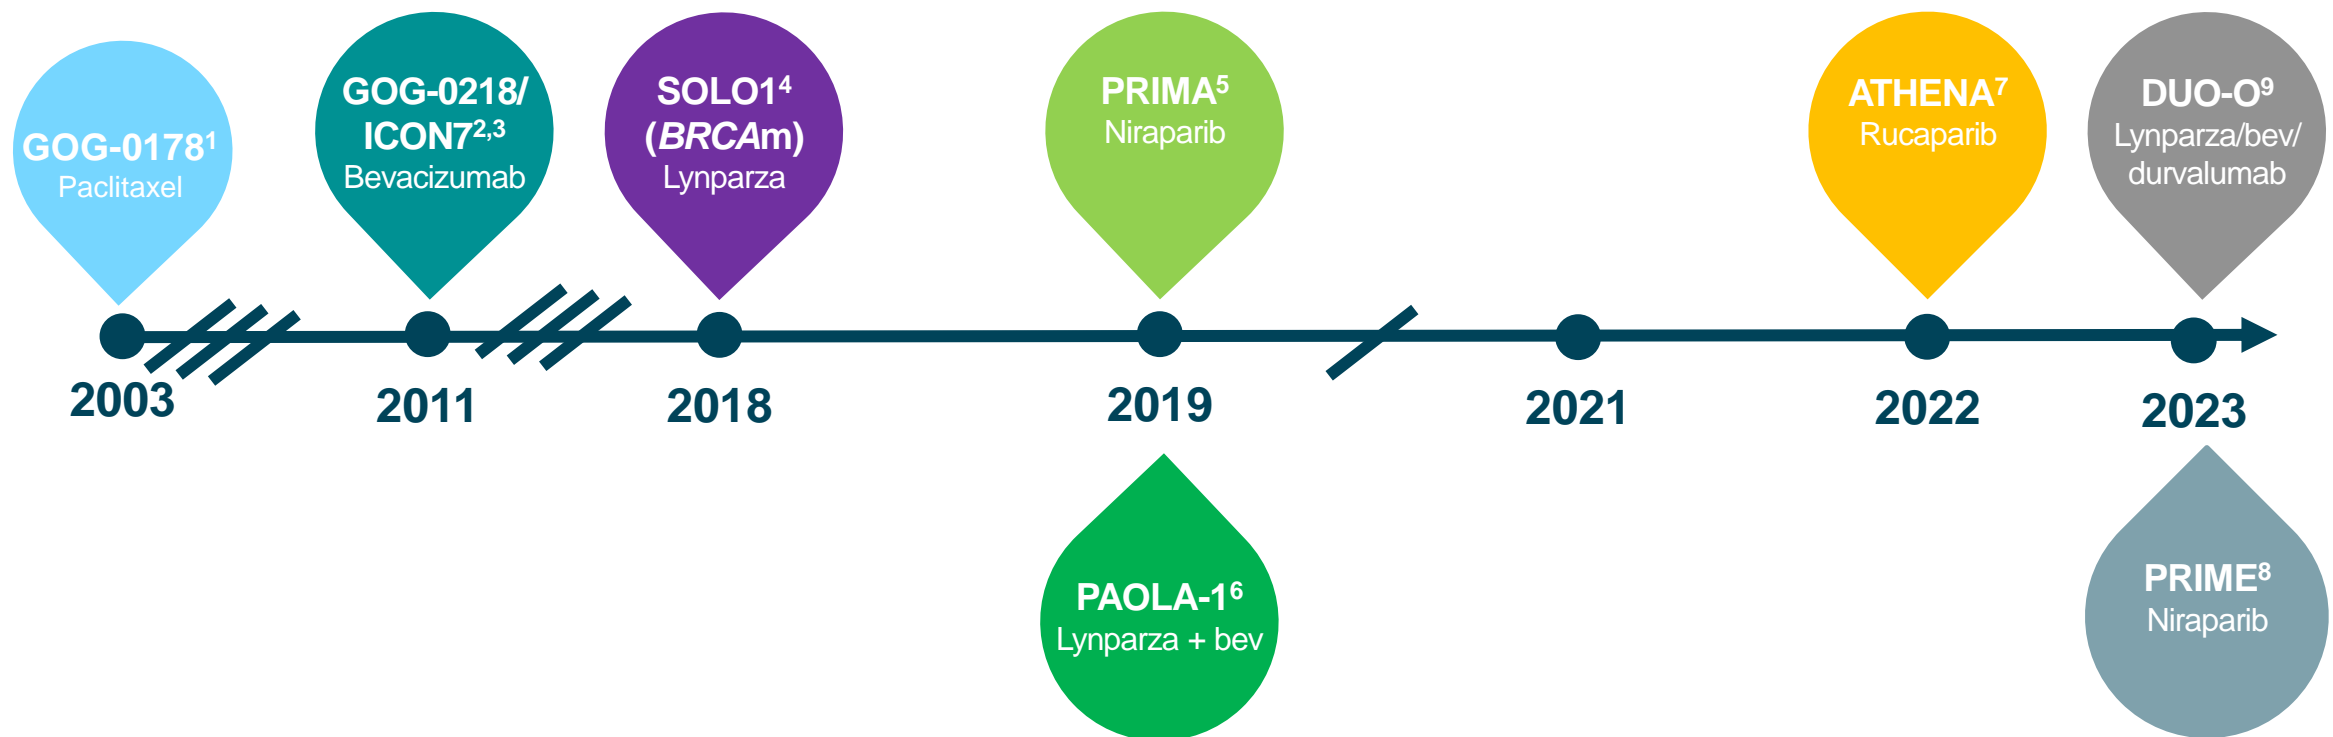 GOG-0178¹
Paclitaxel
GOG-0218/
ICON7²,³
Bevacizumab
SOLO1⁴
(BRCAm)
Lynparza
PRIMA⁵
Niraparib
ATHENA⁷
Rucaparib
DUO-O⁹
Lynparza/bev/
durvalumab
2003
2011
2018
2019
2021
2022
2023
PAOLA-1⁶
Lynparza + bev
PRIME⁸
Niraparib